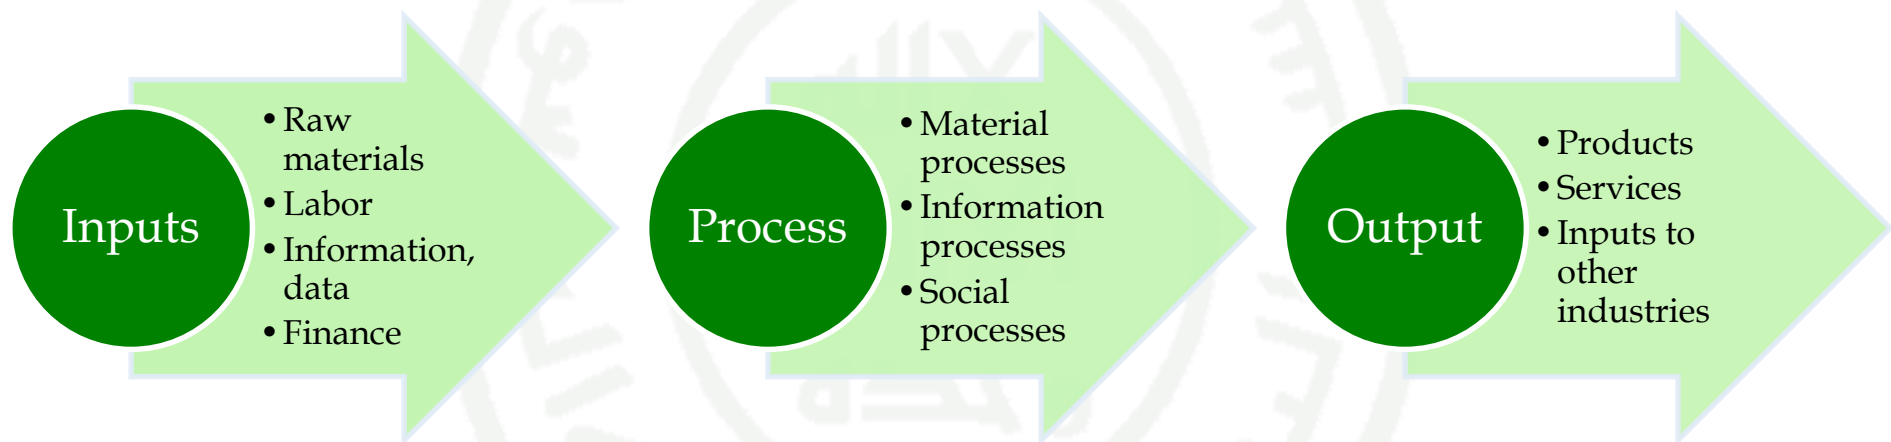 Inputs
• Raw
materials
• Labor
• Information,
data
• Finance
Process
• Material
processes
• Information
processes
• Social
processes
Output
• Products
• Services
• Inputs to
other
industries